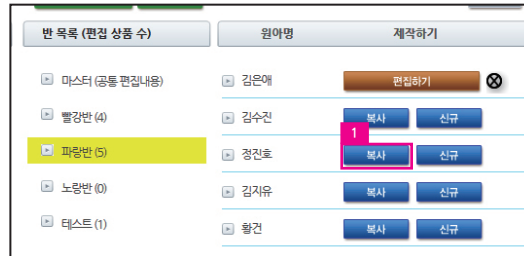 반 목록 (편집 상품 수) 원아명 제작하기
마스터 (공통 편집내용) 김은애 편집하기
빨강반 (4) 김수진 복사 신규
1
파랑반 (5) 정진호 복사 신규
노랑반 (0) 김지유 복사 신규
테스트 (1) 황건 복사 신규